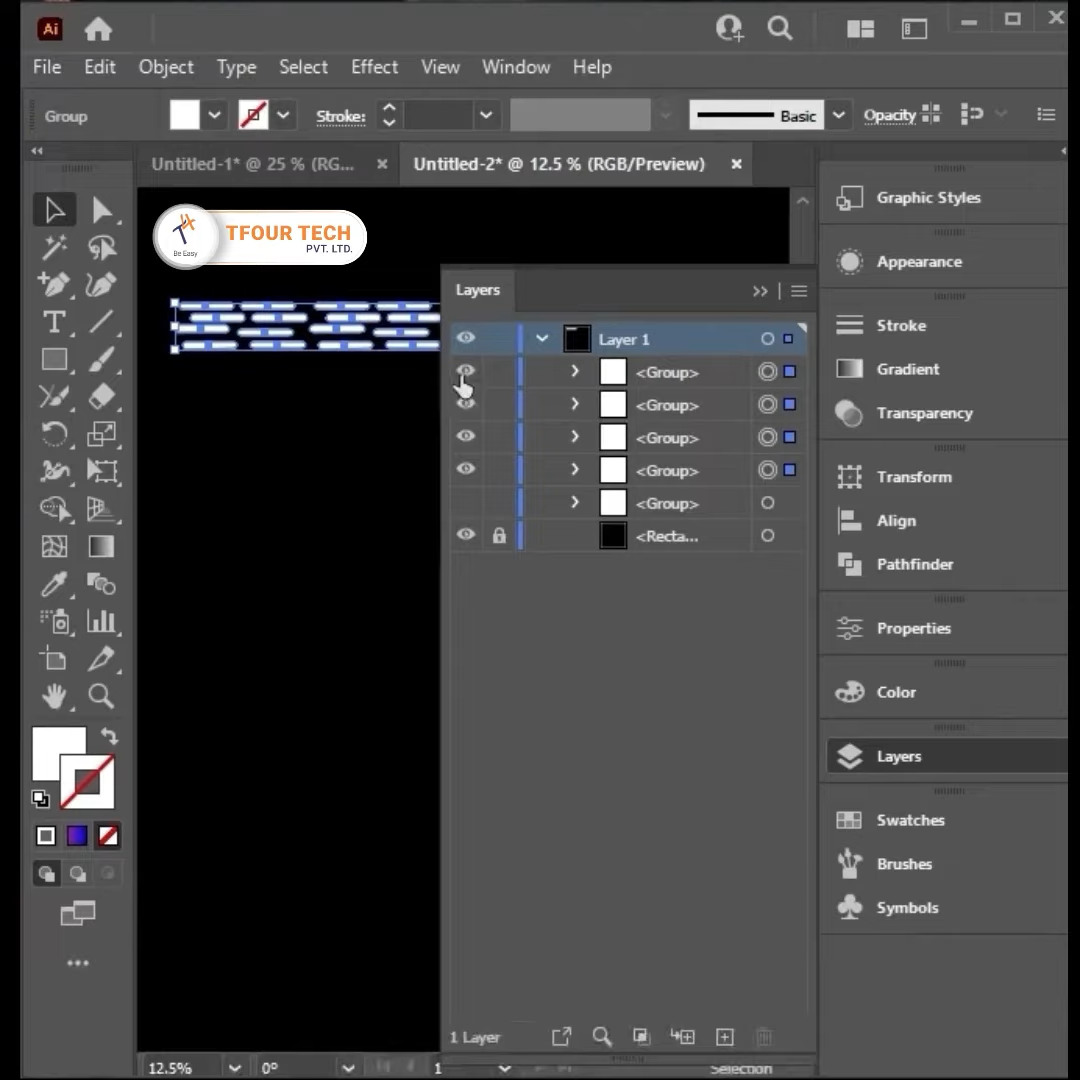 Ai
File Edit Object Type Select Effect View Window Help
Group Stroke: Basic Opacity
Untitled-1* @ 25 % (RG... Untitled-2* @ 12.5 % (RGB/Preview)
TFOUR TECH
PVT. LTD.
Be Easy
Layers
Layer 1
<Group>
<Group>
<Group>
<Group>
<Group>
<Recta...
1 Layer
Graphic Styles
Appearance
Stroke
Gradient
Transparency
Transform
Align
Pathfinder
Properties
Color
Layers
Swatches
Brushes
Symbols
12.5% 0° 1 Selection